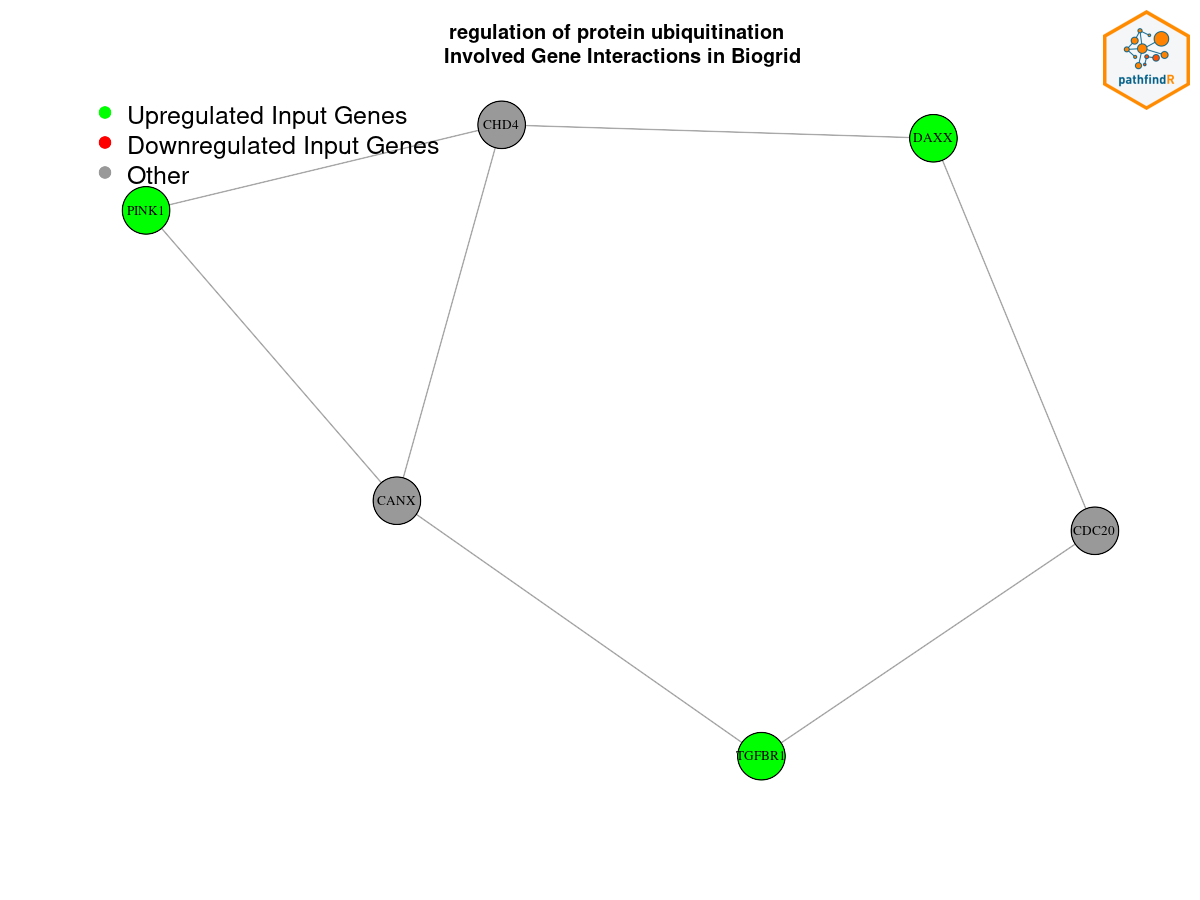 regulation of protein ubiquitination
Involved Gene Interactions in Biogrid
pathfindR
Upregulated Input Genes
Downregulated Input Genes
Other
CHD4
DAXX
PINK1
CANX
CDC20
TGFBR1